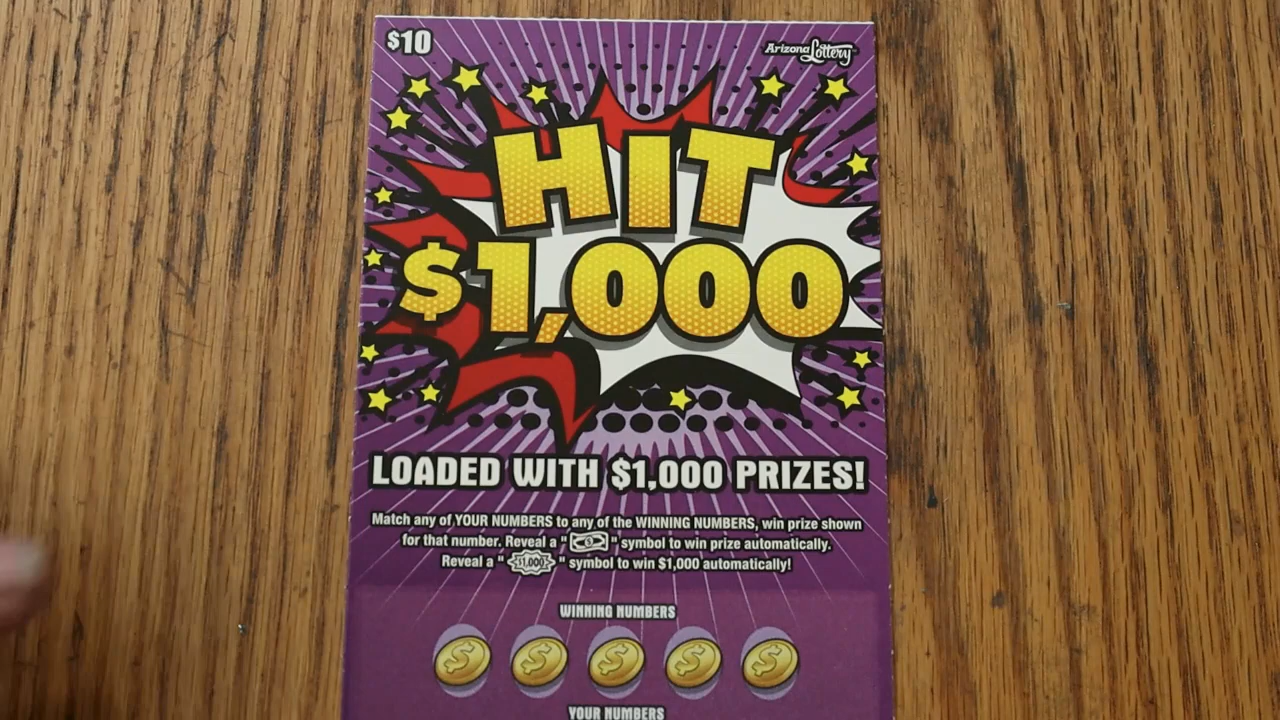 $10
Arizona Lottery
HIT
$1,000
LOADED WITH $1,000 PRIZES!
Match any of YOUR NUMBERS to any of the WINNING NUMBERS, win prize shown
for that number. Reveal a " $ " symbol to win prize automatically.
Reveal a " $1,000 " symbol to win $1,000 automatically!
WINNING NUMBERS
$ $ $ $ $
YOUR NUMBERS